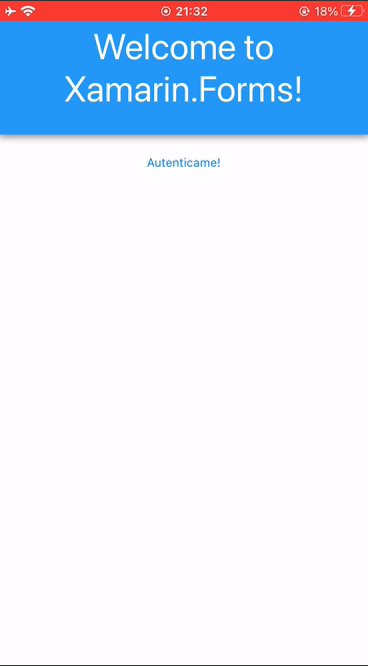 21:32
18%
Welcome to
Xamarin.Forms!
Autenticame!